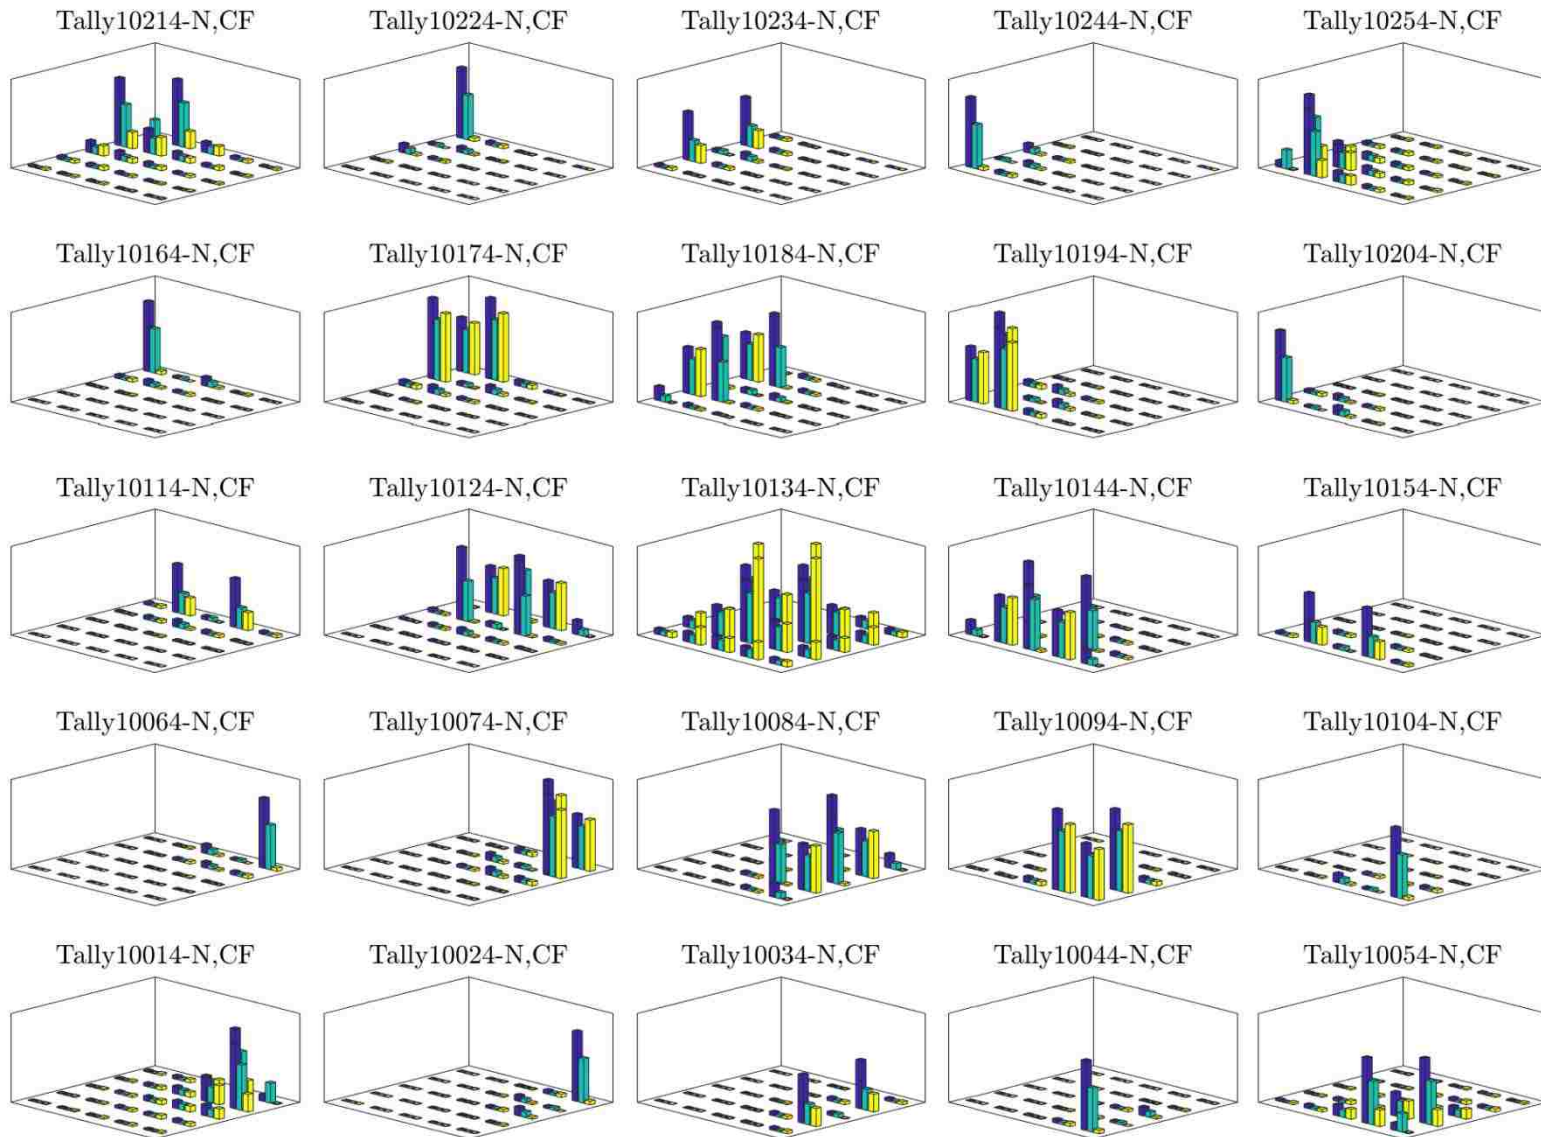 Tally10214-N,CF Tally10224-N,CF Tally10234-N,CF Tally10244-N,CF Tally10254-N,CF
Tally10164-N,CF Tally10174-N,CF Tally10184-N,CF Tally10194-N,CF Tally10204-N,CF
Tally10114-N,CF Tally10124-N,CF Tally10134-N,CF Tally10144-N,CF Tally10154-N,CF
Tally10064-N,CF Tally10074-N,CF Tally10084-N,CF Tally10094-N,CF Tally10104-N,CF
Tally10014-N,CF Tally10024-N,CF Tally10034-N,CF Tally10044-N,CF Tally10054-N,CF